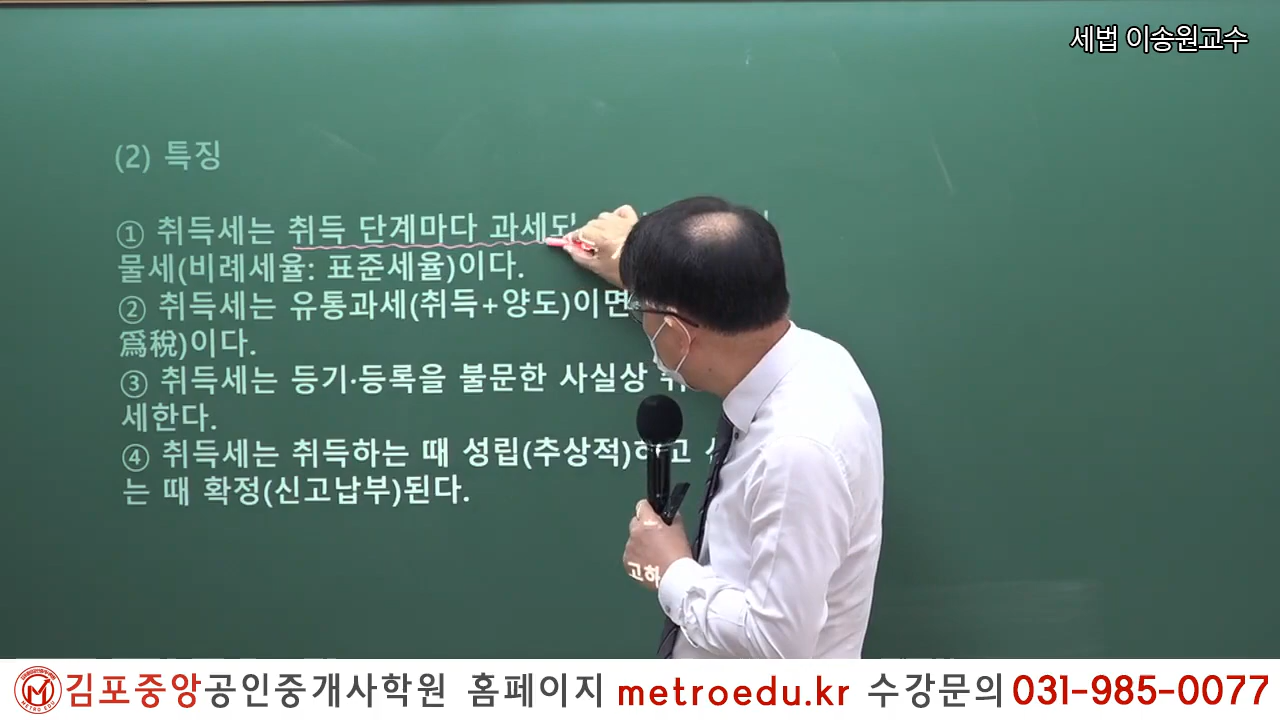 세법 이송원교수
(2) 특징
① 취득세는 취득 단계마다 과세되
물세(비례세율: 표준세율)이다.
② 취득세는 유통과세(취득+양도)이면
爲稅)이다.
③ 취득세는 등기·등록을 불문한 사실상 취
세한다.
④ 취득세는 취득하는 때 성립(추상적)하고
는 때 확정(신고납부)된다.
고하
METRO EDU
김포중앙공인중개사학원 홈페이지 metroedu.kr 수강문의 031-985-0077